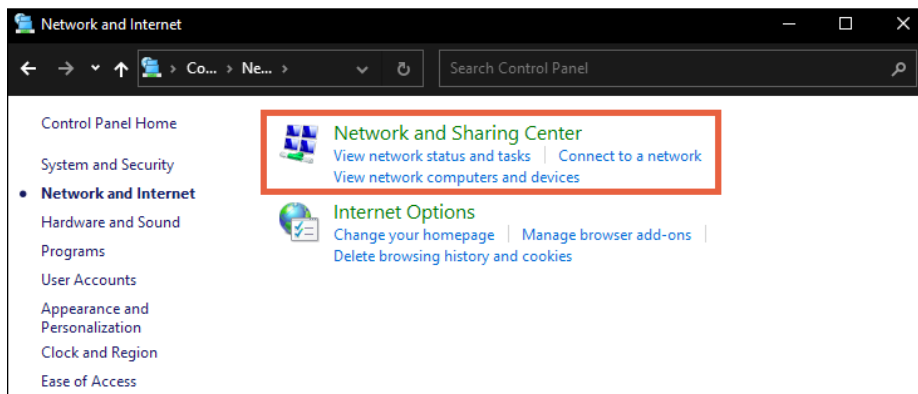 Network and Internet
Co... > Ne... >
Search Control Panel
Control Panel Home
System and Security
Network and Internet
Hardware and Sound
Programs
User Accounts
Appearance and
Personalization
Clock and Region
Ease of Access
Network and Sharing Center
View network status and tasks | Connect to a network
View network computers and devices
Internet Options
Change your homepage | Manage browser add-ons |
Delete browsing history and cookies